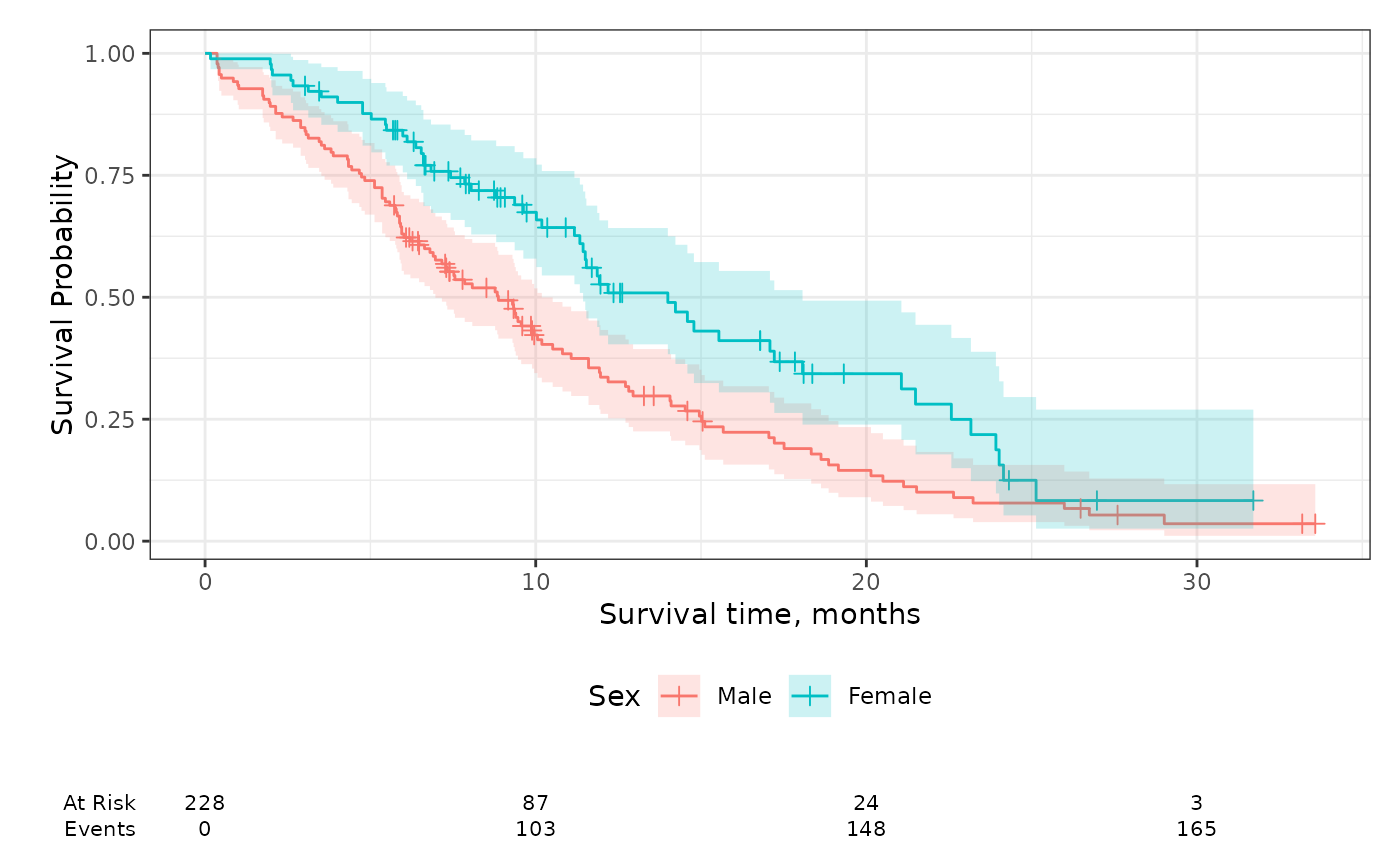 1.00
0.75
0.50
0.25
0.00
Survival Probability
0 10 20 30
Survival time, months
Sex Male Female
At Risk 228 87 24 3
Events 0 103 148 165